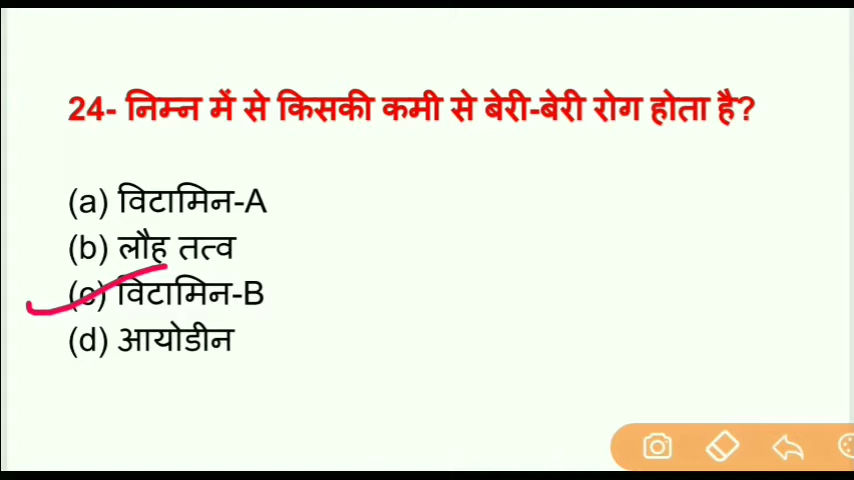 24- निम्न में से किसकी कमी से बेरी-बेरी रोग होता है?
(a) विटामिन-A
(b) लौह तत्व
(c) विटामिन-B
(d) आयोडीन